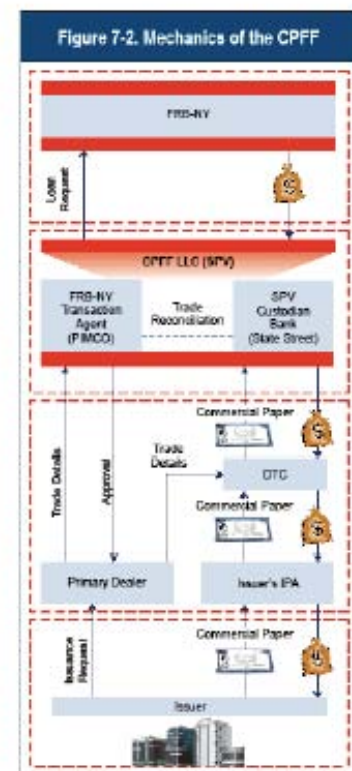 Figure 7-2. Mechanics of the CPFF
FRB-NY
Loan
Request
$
CPFF LLC (SPV)
FRB-NY
Transaction
Agent
(PIMCO)
Trade
Reconciliation
SPV
Custodian
Bank
(State Street)
Commercial Paper
$
Trade Details
Approval
Trade
Details
DTC
Commercial Paper
$
Primary Dealer
Issuer's IPA
Commercial Paper
$
Issuance
Request
Issuer